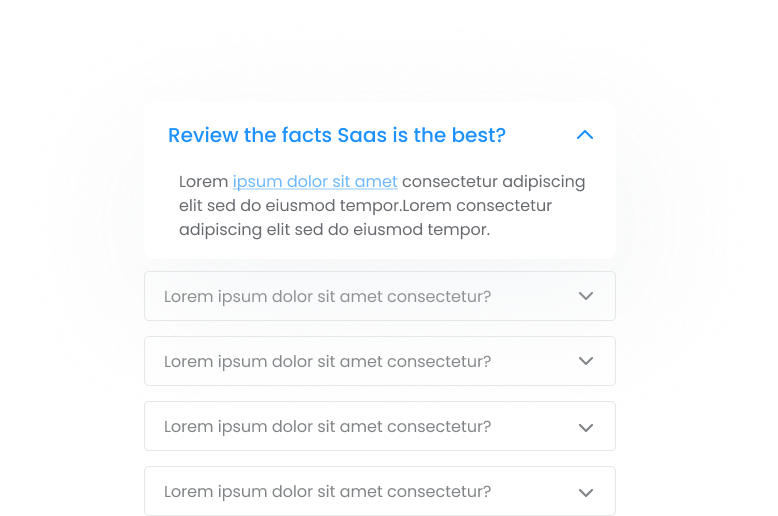 Review the facts Saas is the best?
Lorem ipsum dolor sit amet consectetur adipiscing
elit sed do eiusmod tempor.Lorem consectetur
adipiscing elit sed do eiusmod tempor.
Lorem ipsum dolor sit amet consectetur?
Lorem ipsum dolor sit amet consectetur?
Lorem ipsum dolor sit amet consectetur?
Lorem ipsum dolor sit amet consectetur?